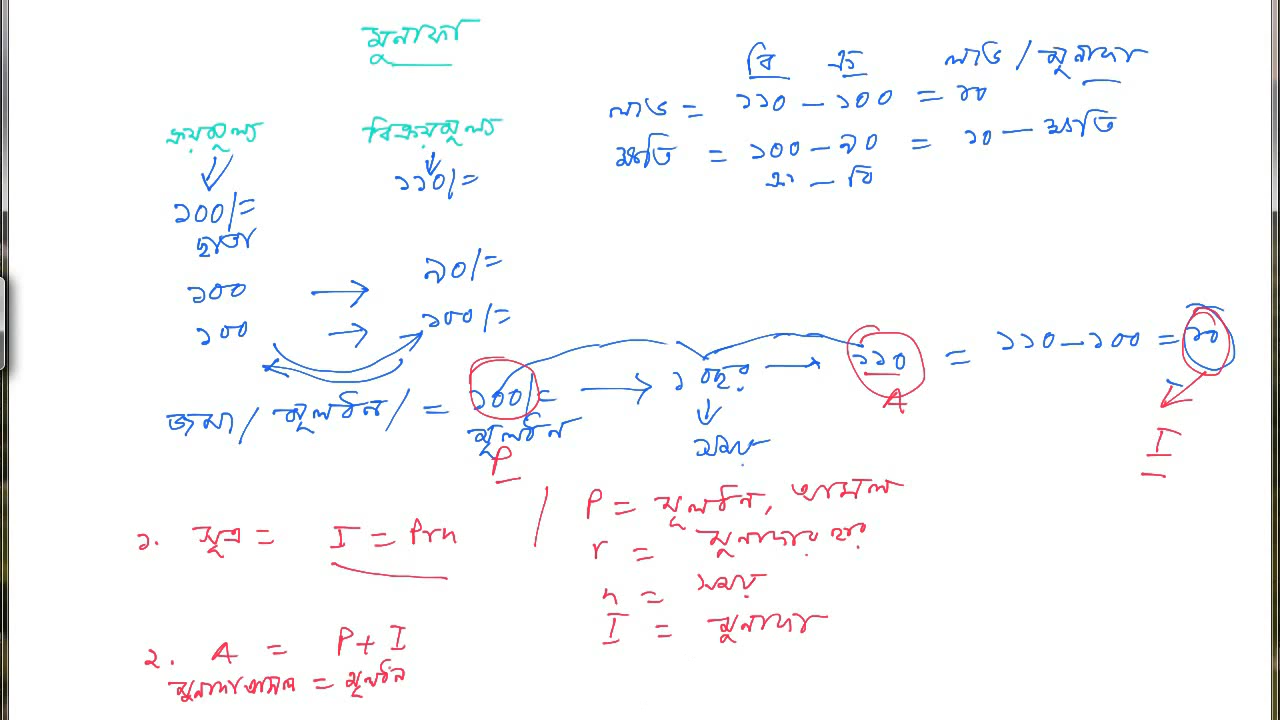 মুনাফা
বি ক্র লাভ / মুনাফা
লাভ = ১১০ – ১০০ = ১০
ক্ষতি = ১০০ – ৯০ = ১০ – ক্ষতি
ক্র – বি
ক্রয়মূল্য বিক্রয়মূল্য
১০০/= ১১০/=
ছাতা
১০০ → ৯০/=
১০০ → ১০০/=
জমা / মূলধন / = ১০০/= → ১ বছর → ১১০ = ১১০ – ১০০ = ১০
মূলধন সময় A I
P
১. সূত্র = I = Prn
P = মূলধন, আসল
r = মুনাফার হার
n = সময়
I = মুনাফা
২. A = P + I
মুনাফাআসল = মূলধন